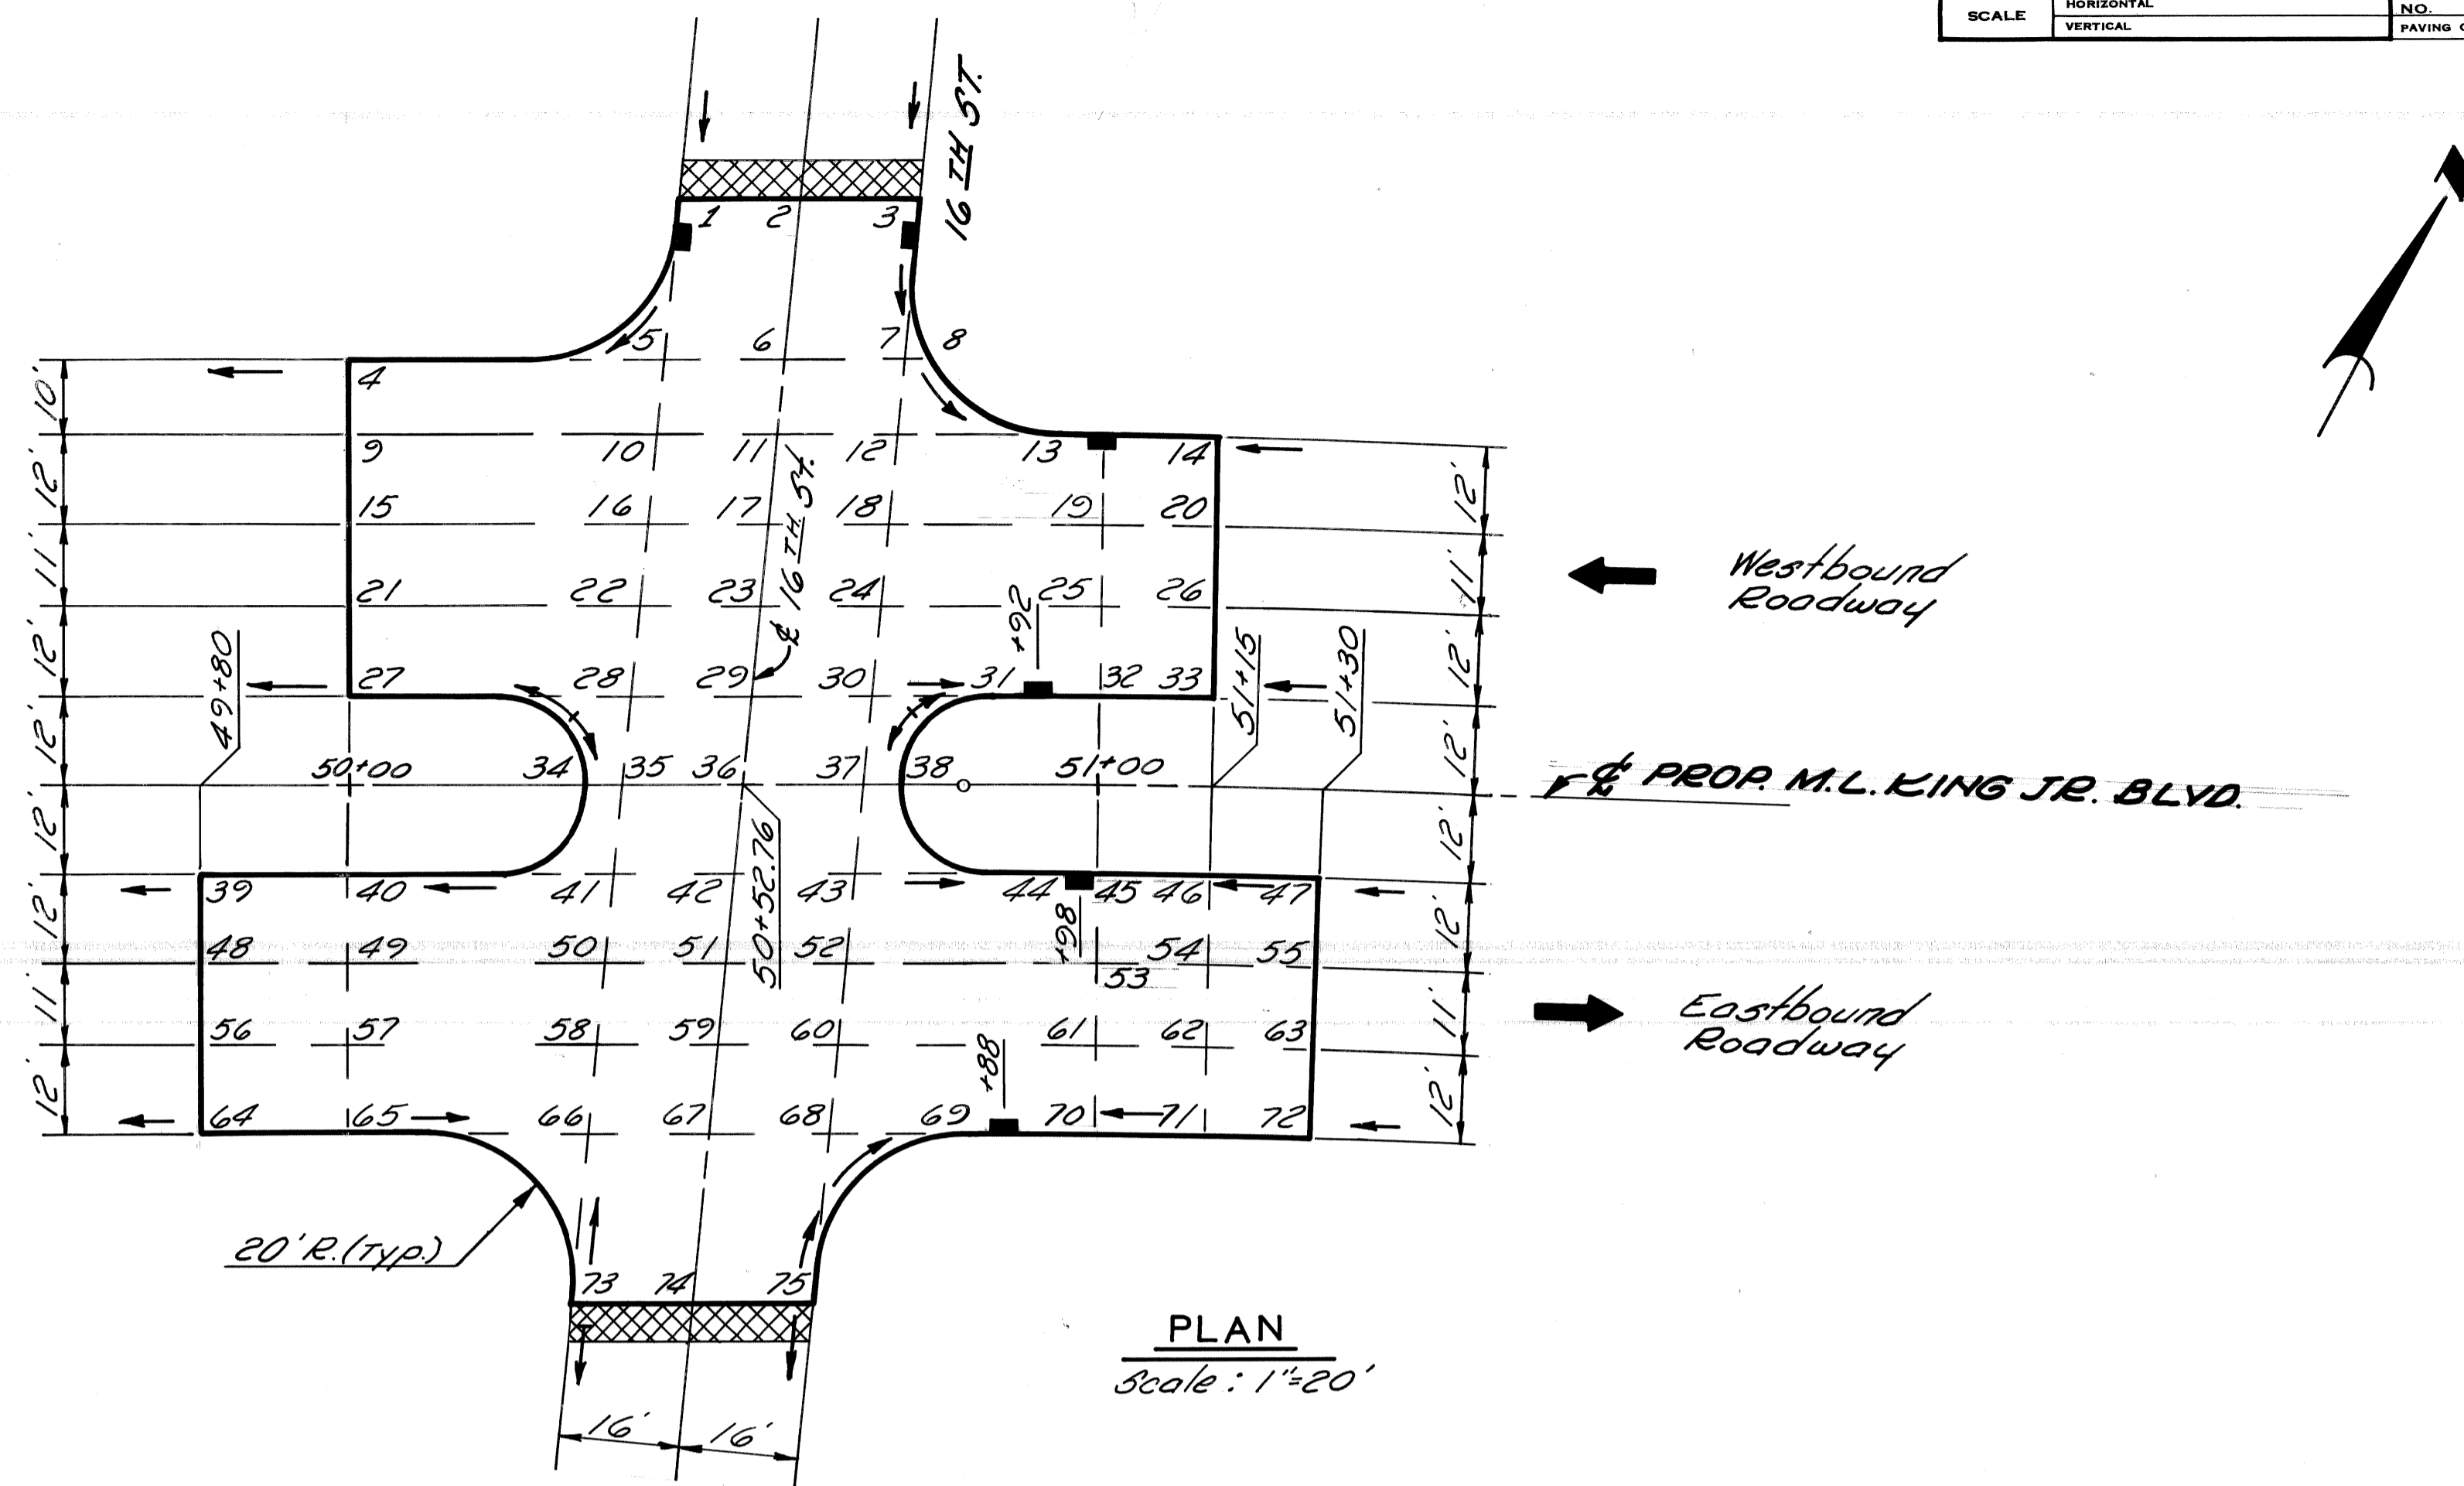 HORIZONTAL
SCALE
NO.
VERTICAL
PAVING
16 TH ST.
1 2 3
5 6 7 8
4
10'
9 10 11 12 13 14
12'
12'
15 16 17 18 19 20
11'
11'
℄ 16 TH. St.
21 22 23 24 25 26
+92
12'
12'
27 28 29 30 31 32 33
49+80
51+15
51+30
12'
12'
50+00 34 35 36 37 38 51+00
℄ PROP. M.L. KING JR. BLVD.
12'
12'
50+52.76
39 40 41 42 43 44 45 46 47
+98
12'
12'
48 49 50 51 52 53 54 55
11'
11'
56 57 58 59 60 61 62 63
+88
12'
12'
64 65 66 67 68 69 70 71 72
Westbound
Roadway
Eastbound
Roadway
20' R. (Typ.)
73 74 75
16' 16'
PLAN
Scale: 1"=20'